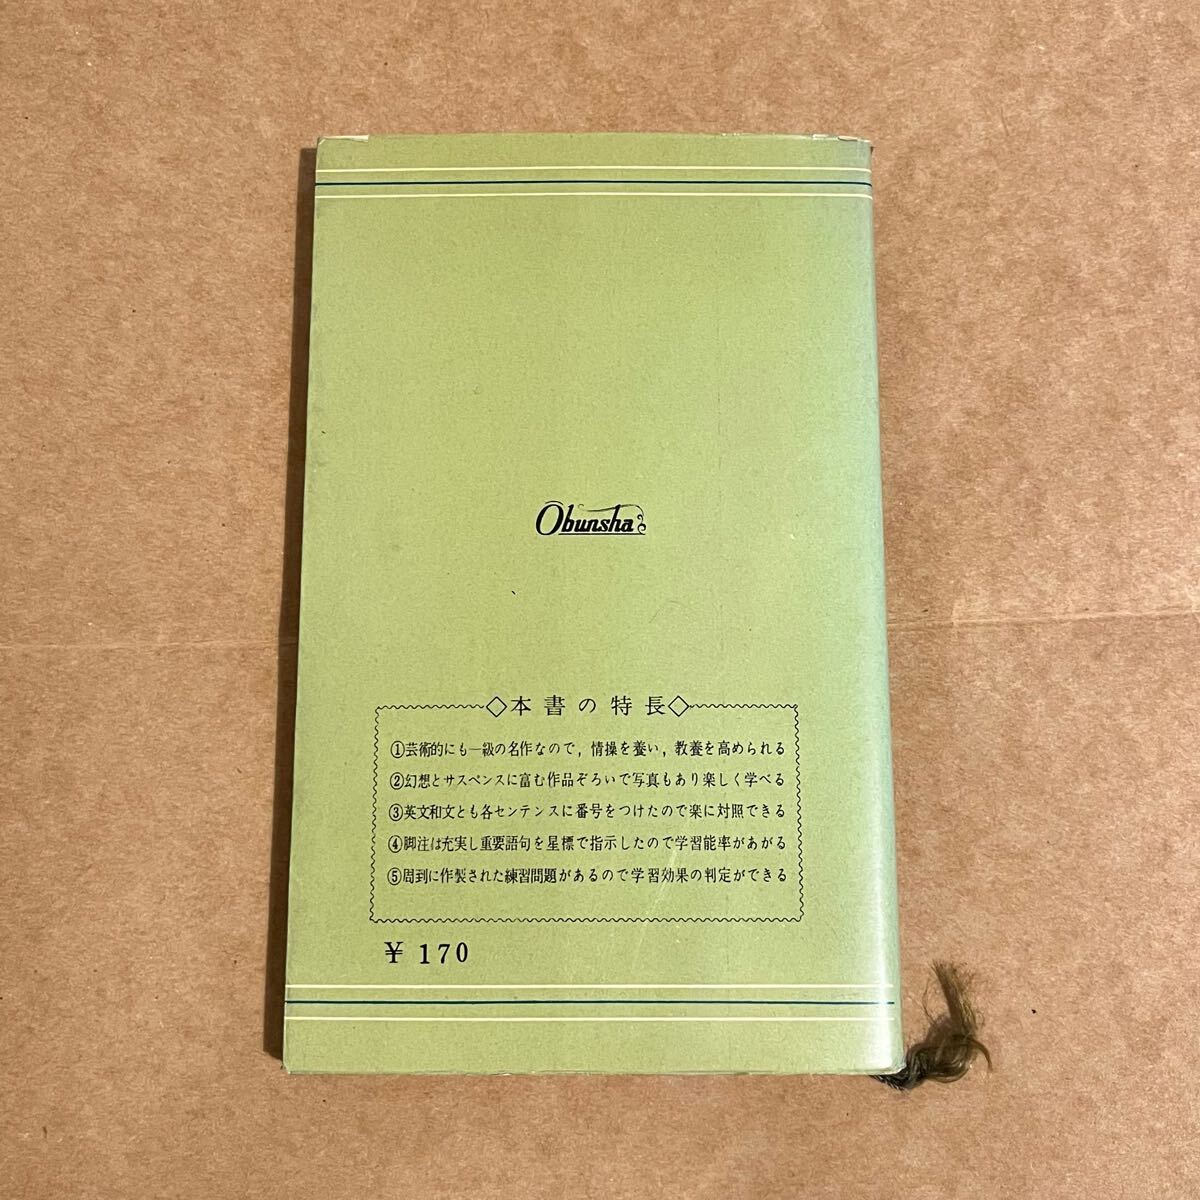 Obunsha
◇本書の特長◇
①芸術的にも一級の名作なので，情操を養い，教養を高められる
②幻想とサスペンスに富む作品ぞろいで写真もあり楽しく学べる
③英文和文とも各センテンスに番号をつけたので楽に対照できる
④脚注は充実し重要語句を星標で指示したので学習能率があがる
⑤周到に作製された練習問題があるので学習効果の判定ができる
¥ 170